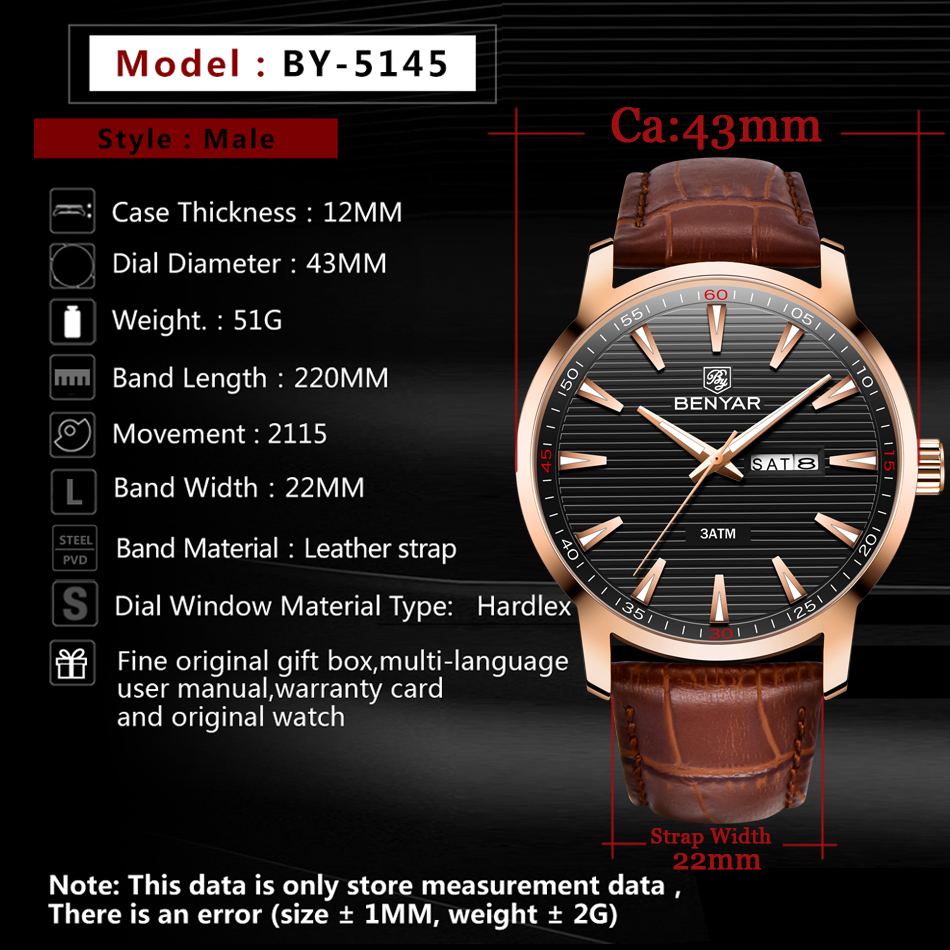 Model : BY-5145
Style : Male
Ca:43mm
Case Thickness : 12MM
Dial Diameter : 43MM
Weight. : 51G
Band Length : 220MM
Movement : 2115
L
Band Width : 22MM
STEEL
PVD
Band Material : Leather strap
S
Dial Window Material Type: Hardlex
Fine original gift box,multi-language
user manual,warranty card
and original watch
60
05
10
15
20
25
30
35
40
45
50
55
By
BENYAR
SAT 8
3ATM
Strap Width
22mm
Note: This data is only store measurement data ,
There is an error (size ± 1MM, weight ± 2G)